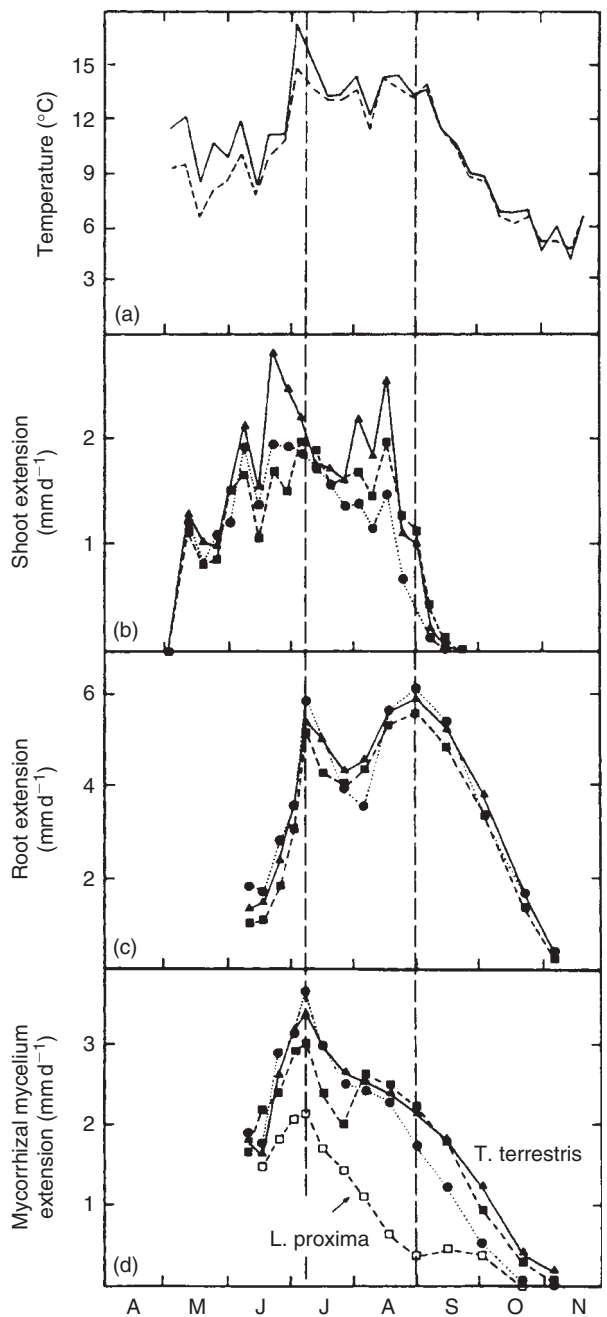 15
12
9
6
3
Temperature (°C)
(a)
2
1
Shoot extension
(mm d⁻¹)
(b)
6
4
2
Root extension
(mm d⁻¹)
(c)
3
2
1
Mycorrhizal mycelium
extension (mm d⁻¹)
T. terrestris
L. proxima
(d)
A M J J A S O N